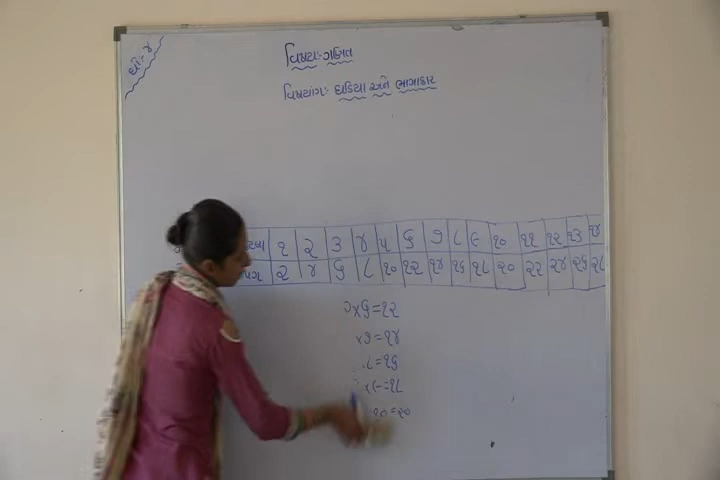 ધો:-૪
વિષય:-ગણિત
વિષયાંગ:- ઘડિયા અને ભાગાકાર
૧ ૨ ૩ ૪ ૫ ૬ ૭ ૮ ૯ ૧૦ ૧૧ ૧૨ ૧૩ ૧૪
૨ ૪ ૬ ૮ ૧૦ ૧૨ ૧૪ ૧૬ ૧૮ ૨૦ ૨૨ ૨૪ ૨૬ ૨૮
૨×૬=૧૨
×૭=૧૪
૮=૧૬
×૯=૧૮
૧૦=૨૦